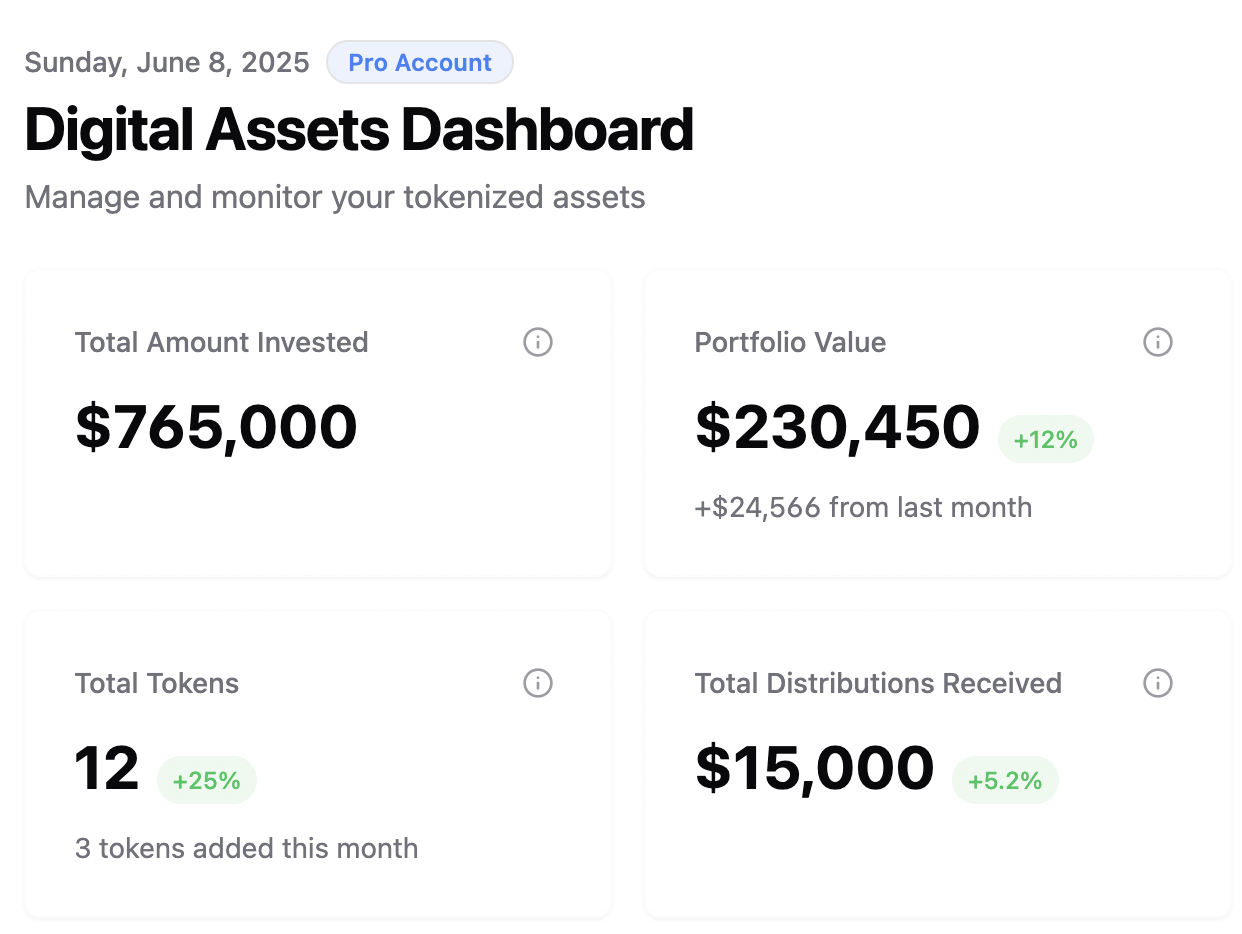 Sunday, June 8, 2025 Pro Account
Digital Assets Dashboard
Manage and monitor your tokenized assets
Total Amount Invested
$765,000
Portfolio Value
$230,450 +12%
+$24,566 from last month
Total Tokens
12 +25%
3 tokens added this month
Total Distributions Received
$15,000 +5.2%